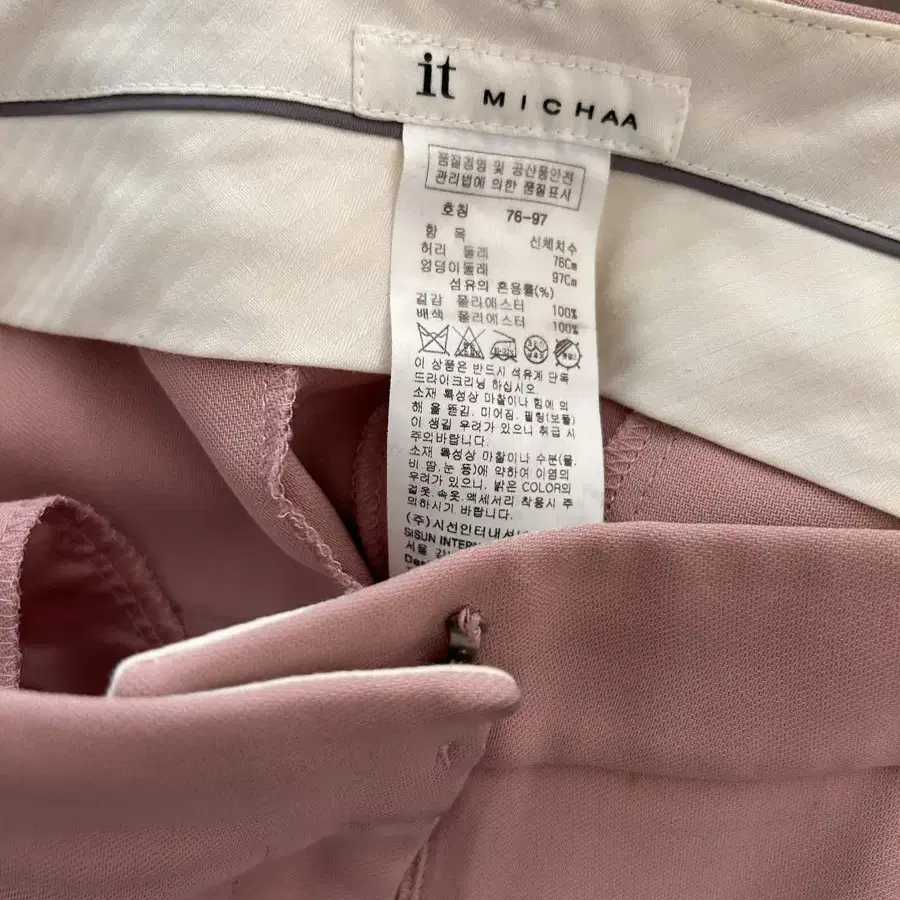 it MICHAA
품질경영 및 공산품안전
관리법에 의한 품질표시
호칭 76-97
항 목 신체치수
허리 둘레 76Cm
엉덩이둘레 97Cm
섬유의 혼용률(%)
겉감 폴리에스터 100%
배색 폴리에스터 100%
이 상품은 반드시 석유계 단독
드라이크리닝 하십시오.
소재 특성상 마찰이나 힘에 의
해 올 뜯김, 미어짐, 필링(보풀)
이 생길 우려가 있으니 취급 시
주의바랍니다.
소재 특성상 마찰이나 수분(물,
비,땀,눈 등)에 약하여 이염의
우려가 있으니, 밝은 COLOR의
겉옷,속옷,액세서리 착용시 주
의하시기 바랍니다.
(주)시선인터내셔
SISUN INTER
서울 강